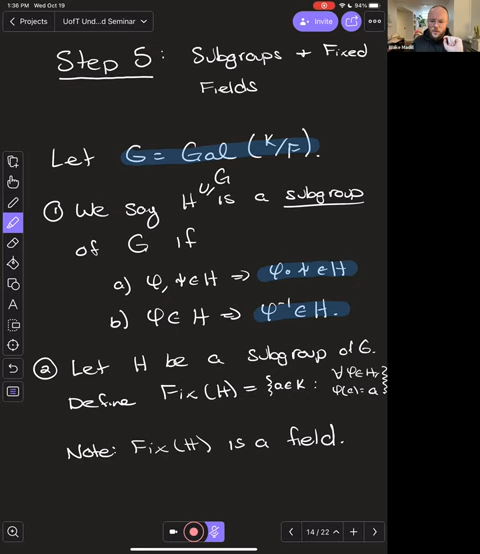 1:36 PM Wed Oct 19
94%
Projects
UofT Und...d Seminar
Invite
Blake Madill
Step 5: Subgroups + Fixed
Fields
Let G = Gal (K/F).
① We say H ⊆ G is a subgroup
of G if
a) φ, ψ ∈ H ⇒ φ∘ψ ∈ H
b) φ ∈ H ⇒ φ⁻¹ ∈ H.
② Let H be a subgroup of G.
Define Fix(H) = {a ∈ K : ∀φ∈H, φ(a) = a}
Note: Fix(H) is a field.
14 / 22